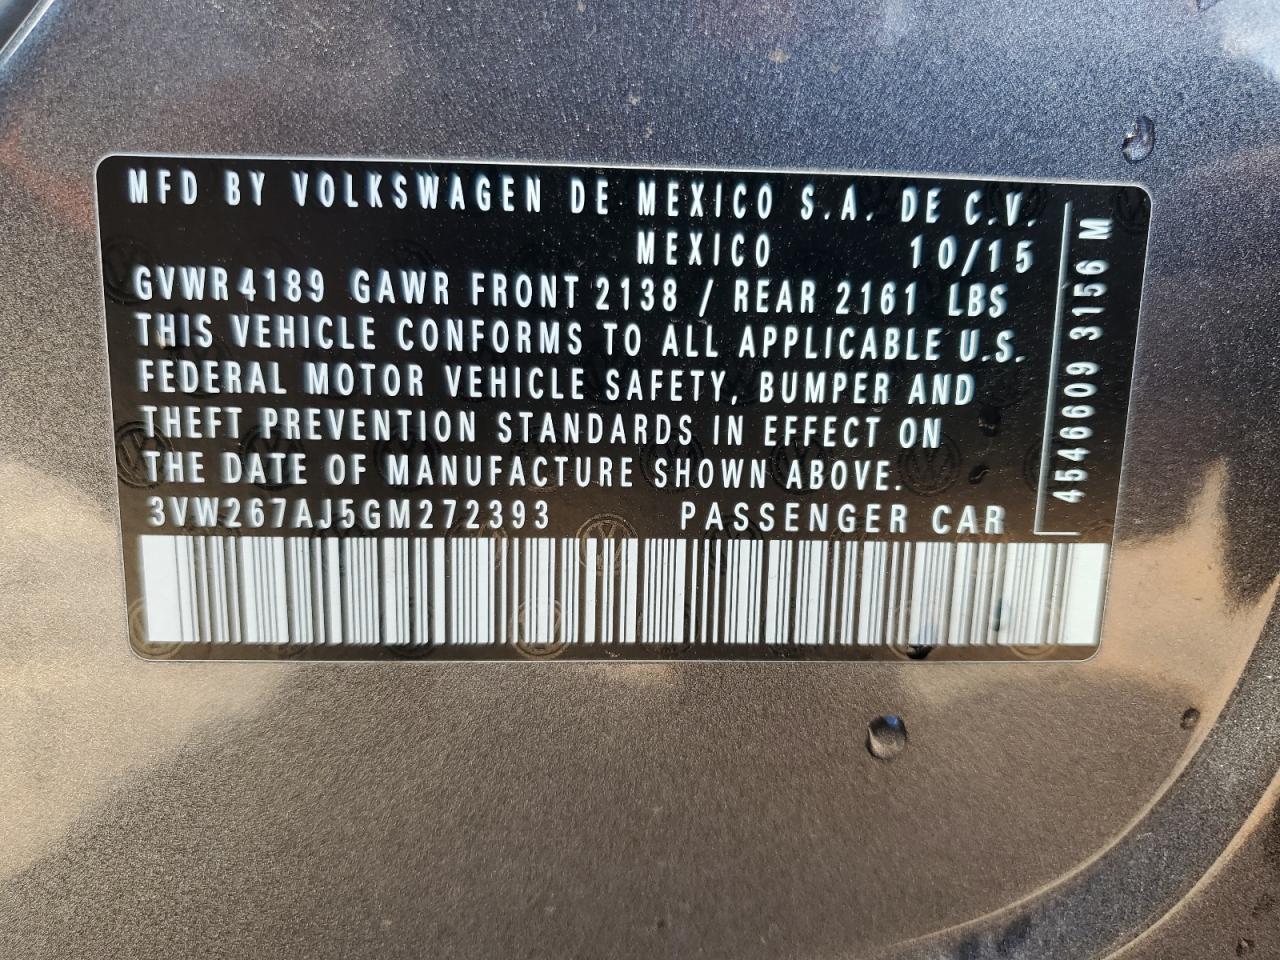 MFD BY VOLKSWAGEN DE MEXICO S.A. DE C.V.
MEXICO 10/15
GVWR 4189 GAWR FRONT 2138 / REAR 2161 LBS
THIS VEHICLE CONFORMS TO ALL APPLICABLE U.S.
FEDERAL MOTOR VEHICLE SAFETY, BUMPER AND
THEFT PREVENTION STANDARDS IN EFFECT ON
THE DATE OF MANUFACTURE SHOWN ABOVE.
3VW267AJ5GM272393 PASSENGER CAR
4546609 3156 M